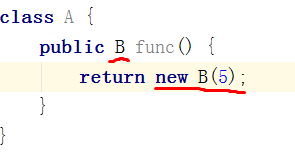 class A {
    public B func() {
        return new B(5);
    }
}